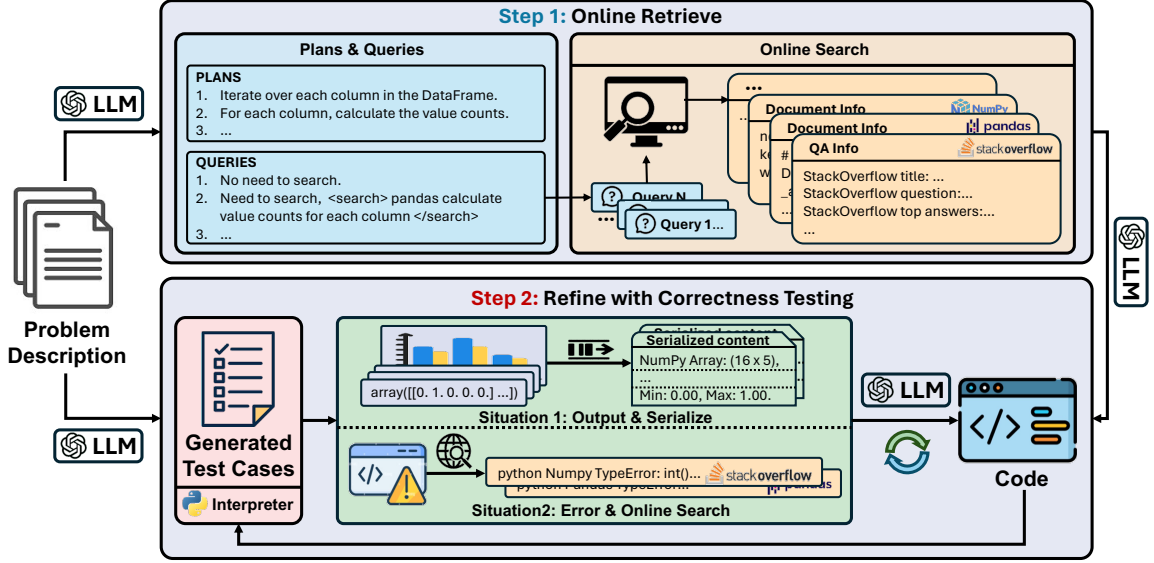 Step 1: Online Retrieve
Plans & Queries
PLANS
1. Iterate over each column in the DataFrame.
2. For each column, calculate the value counts.
3. ...
QUERIES
1. No need to search.
2. Need to search, <search> pandas calculate
value counts for each column </search>
3. ...
Online Search
...
Document Info
NumPy
Document Info
pandas
#
D
_a
...
QA Info
stackoverflow
StackOverflow title: ...
StackOverflow question:...
StackOverflow top answers:...
...
Query N
...
Query 1...
LLM
Problem
Description
LLM
LLM
Step 2: Refine with Correctness Testing
Generated
Test Cases
Interpreter
array([[0. 1. 0. 0. 0.] ...])
Serialized content
Serialized content
NumPy Array: (16 x 5),
...
Min: 0.00, Max: 1.00.
Situation 1: Output & Serialize
</>
python Numpy TypeError: int()...
stackoverflow
python Pandas TypeError...
pandas
Situation2: Error & Online Search
LLM
</>
Code